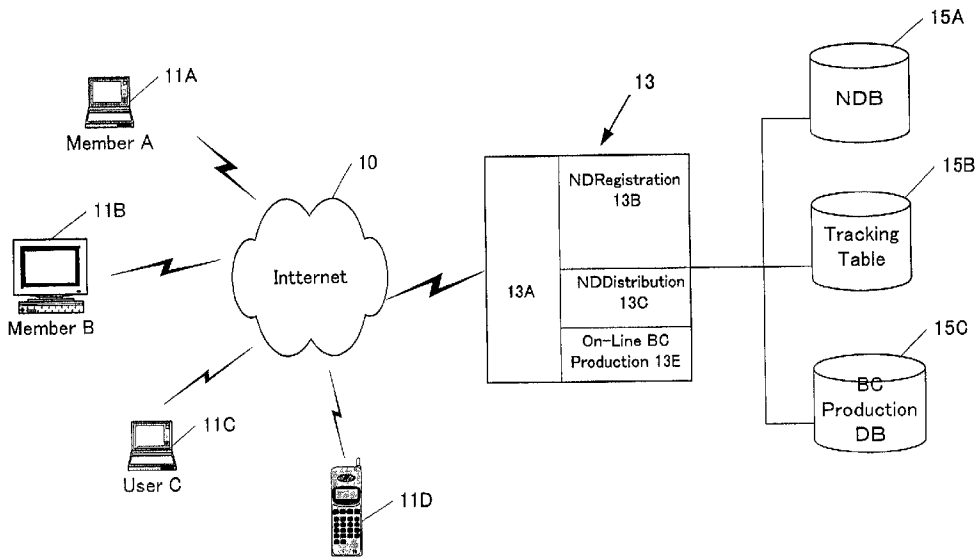 11A
Member A
11B
Member B
11C
User C
11D
10
Inttternet
13
13A
NDRegistration
13B
NDDistribution
13C
On-Line BC
Production 13E
15A
NDB
15B
Tracking
Table
15C
BC
Production
DB